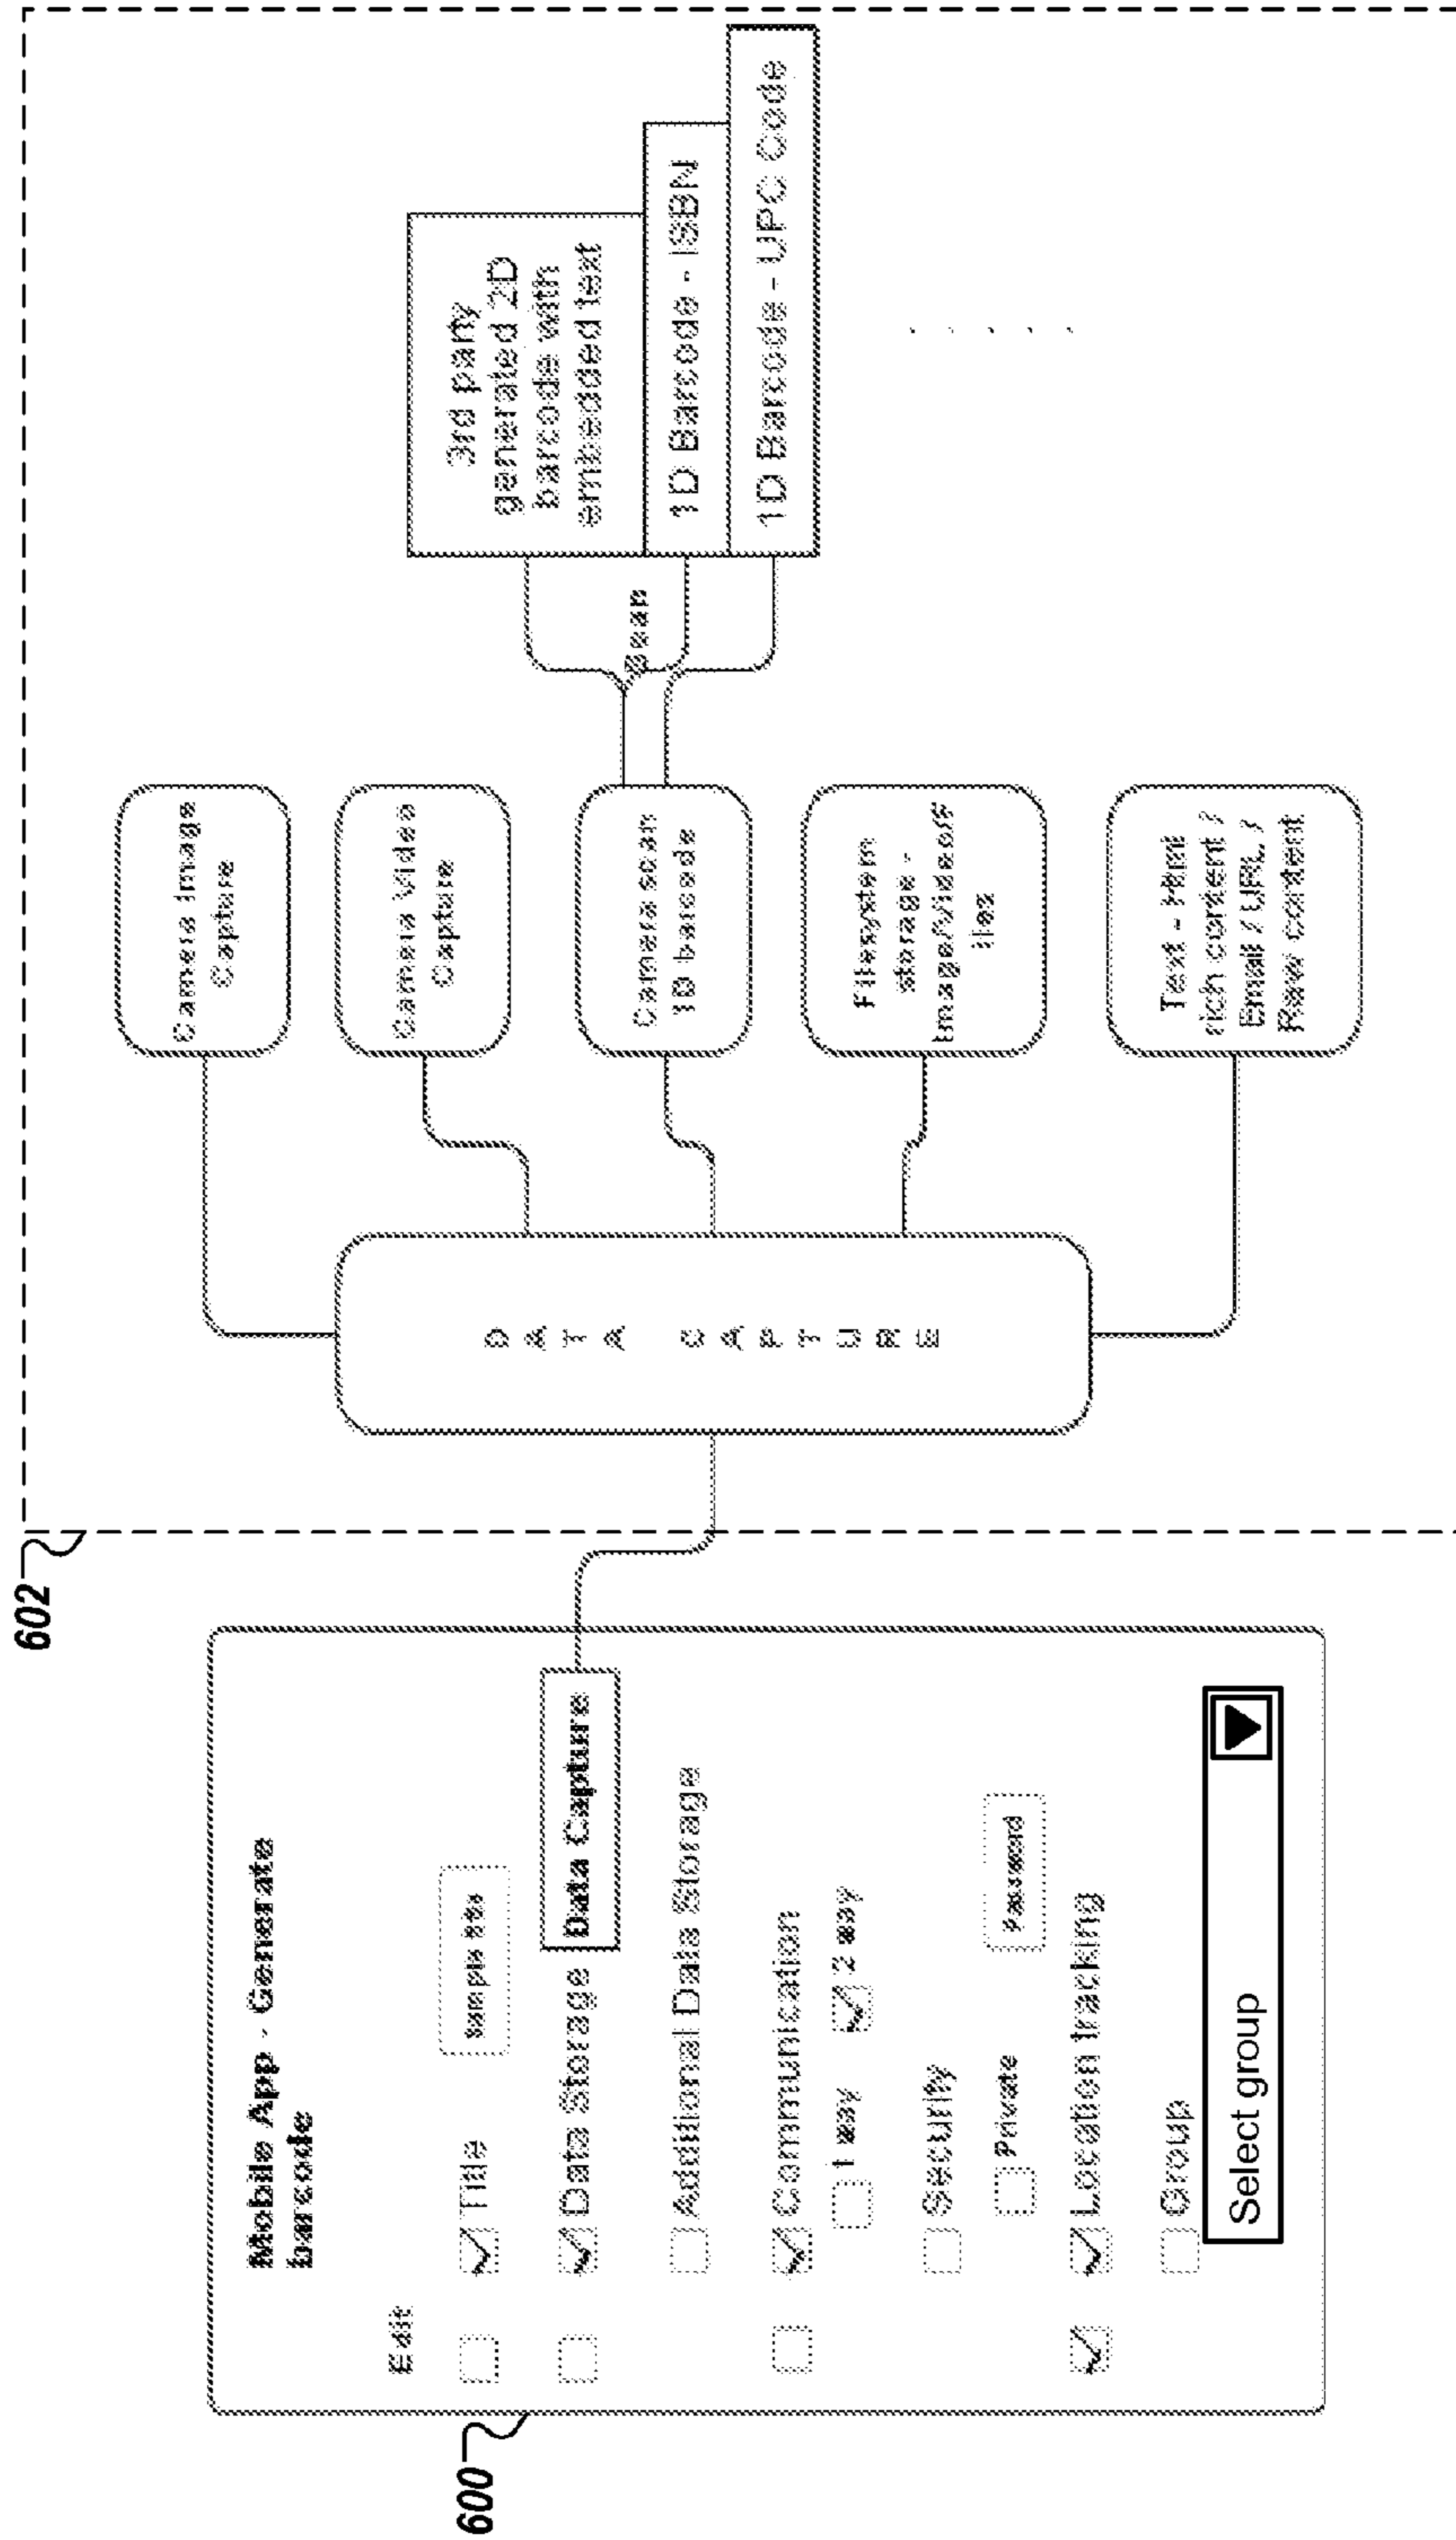 602
600
Mobile App - Generate
barcode
Edit
Title
Sample title
Data Storage
Data Capture
Additional Data Storage
Communication
1 way
2 way
Security
Private
Password
Location tracking
Group
Select group
DATA CAPTURE
Camera Image
Capture
Camera Video
Capture
Camera scan
1D barcode
Filesystem
storage -
Image/Videos/F
iles
Text - Html
rich content /
Email / URL /
Raw content
Scan
3rd party
generated 2D
barcode with
embedded text
1D Barcode - ISBN
1D Barcode - UPC Code
. . . . .